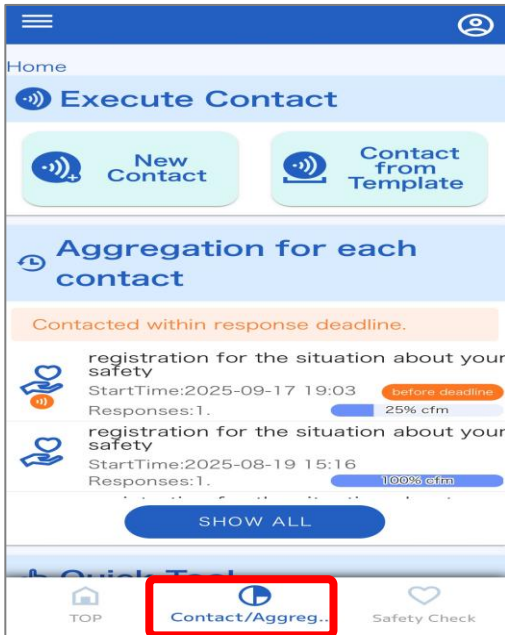 Home
Execute Contact
New
Contact
Contact
from
Template
Aggregation for each
contact
Contacted within response deadline.
registration for the situation about your
safety
StartTime:2025-09-17 19:03
before deadline
Responses:1.
25% cfm
registration for the situation about your
safety
StartTime:2025-08-19 15:16
Responses:1.
100% cfm
SHOW ALL
Quick Tool
TOP
Contact/Aggreg..
Safety Check